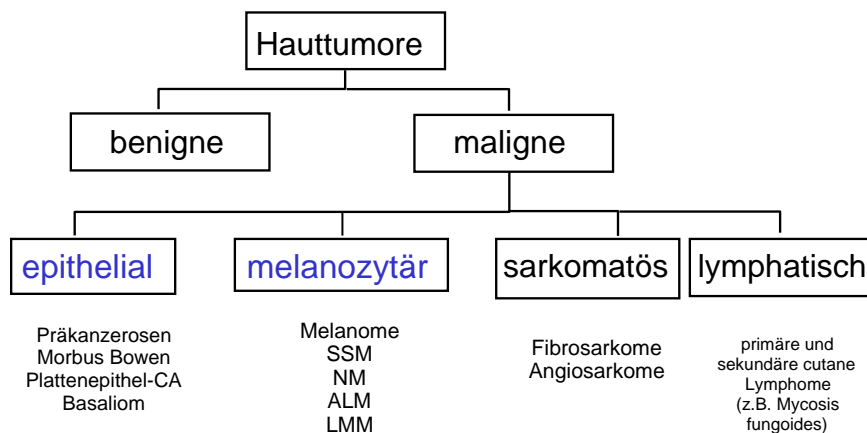 Hauttumore
benigne
maligne
epithelial
melanozytär
sarkomatös
lymphatisch
Präkanzerosen
Morbus Bowen
Plattenepithel-CA
Basaliom
Melanome
SSM
NM
ALM
LMM
Fibrosarkome
Angiosarkome
primäre und
sekundäre cutane
Lymphome
(z.B. Mycosis
fungoides)